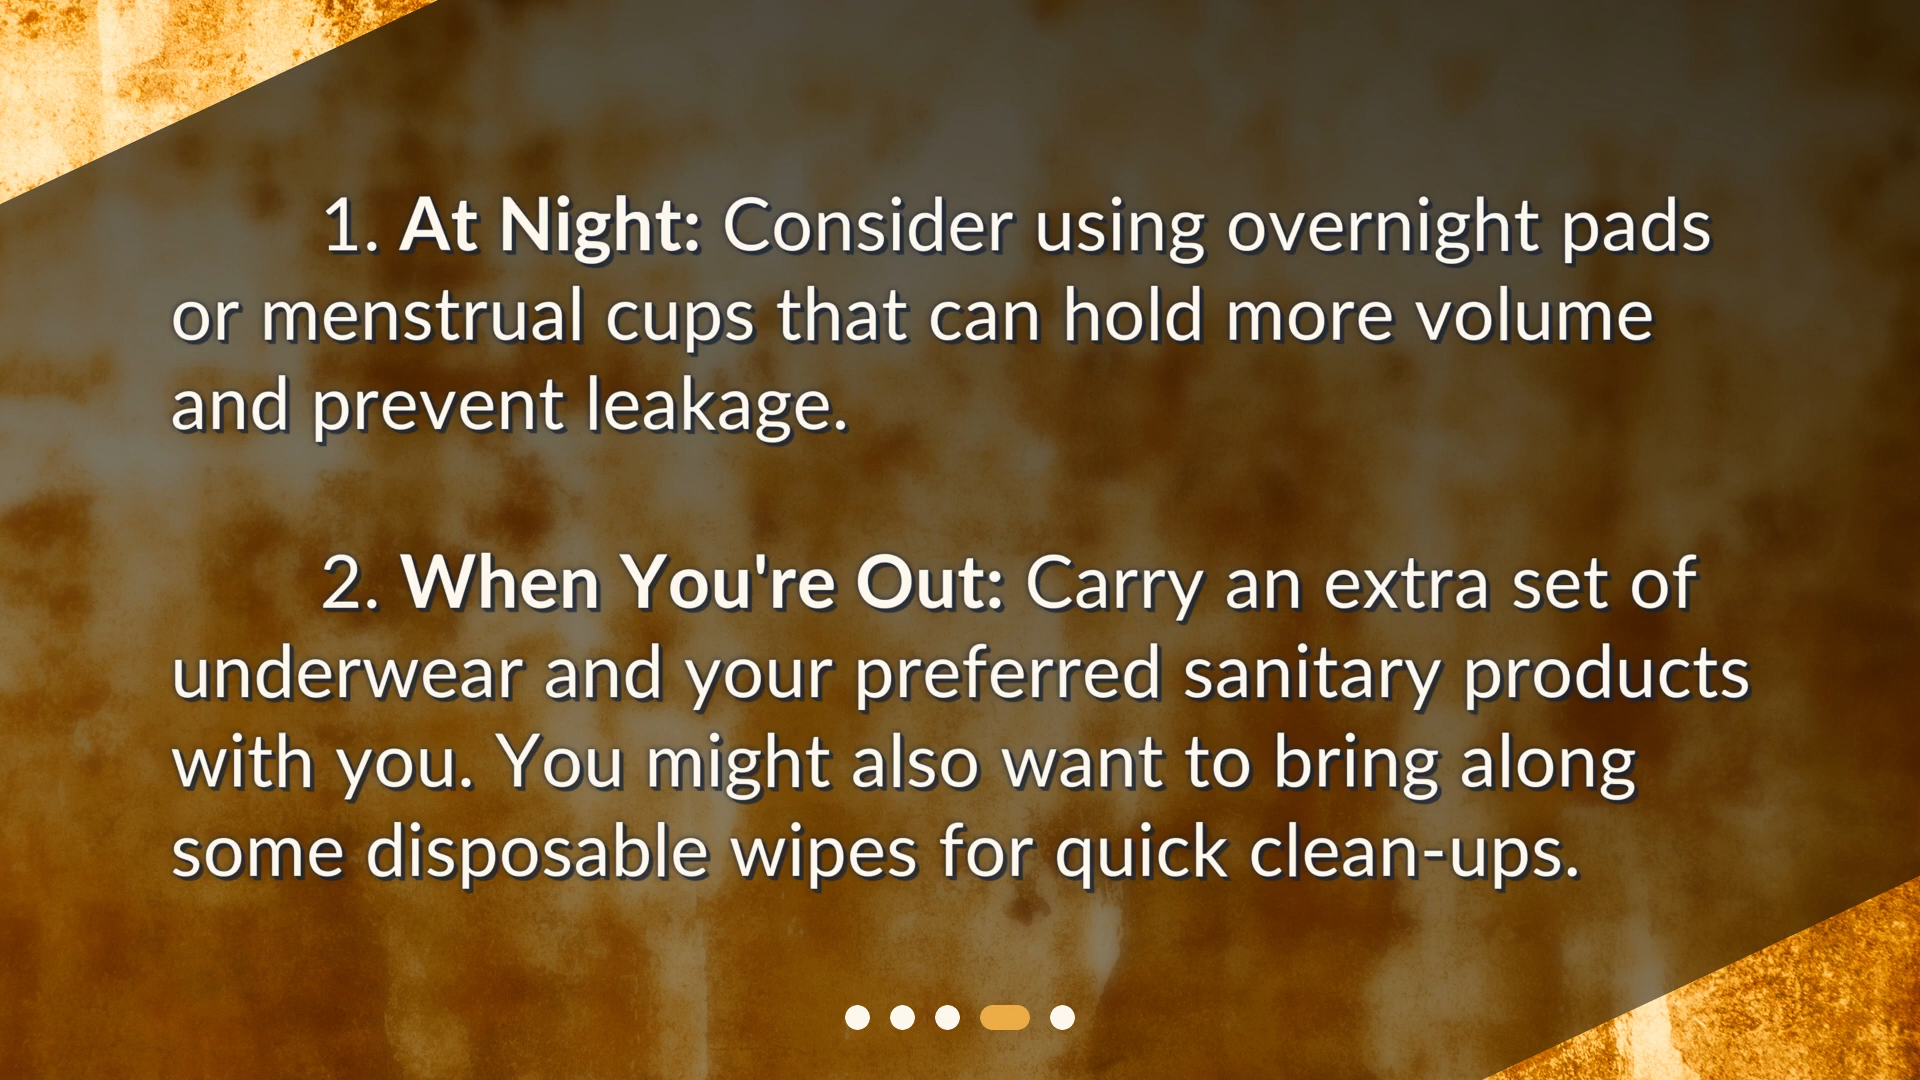 1. At Night: Consider using overnight pads
or menstrual cups that can hold more volume
and prevent leakage.
2. When You're Out: Carry an extra set of
underwear and your preferred sanitary products
with you. You might also want to bring along
some disposable wipes for quick clean-ups.